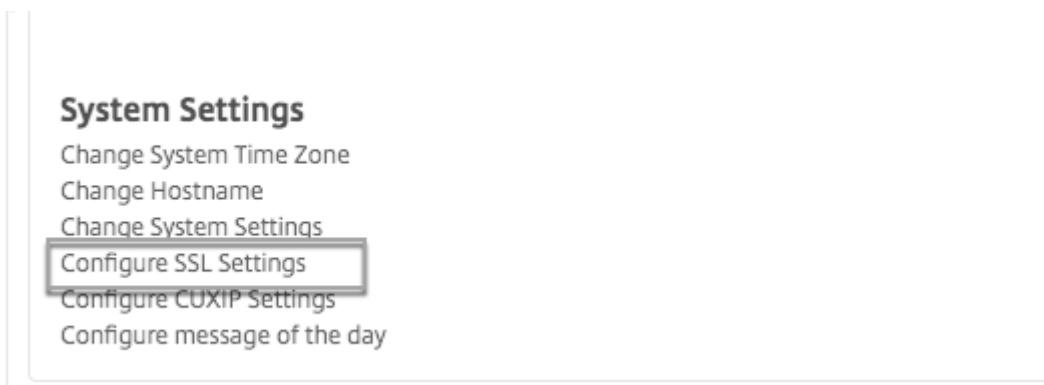 System Settings
Change System Time Zone
Change Hostname
Change System Settings
Configure SSL Settings
Configure CUXIP Settings
Configure message of the day